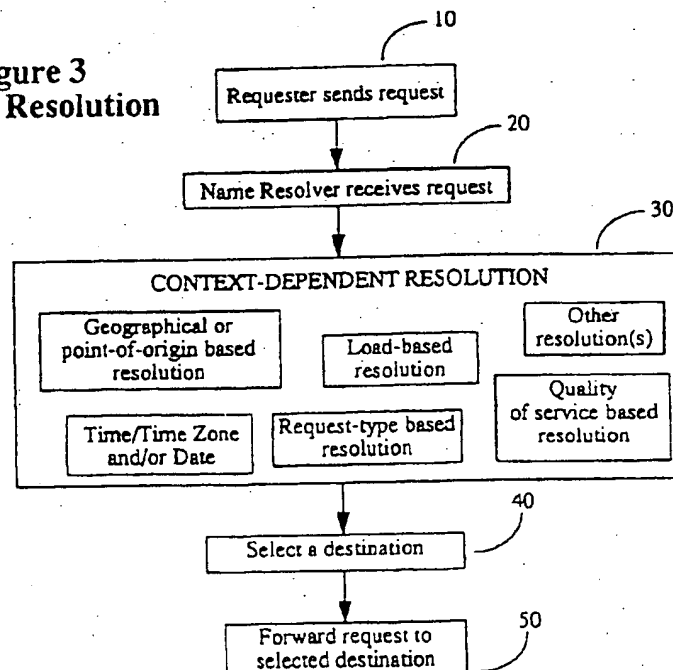 gure 3
Resolution
10
Requester sends request
20
Name Resolver receives request
30
CONTEXT-DEPENDENT RESOLUTION
Geographical or
point-of-origin based
resolution
Load-based
resolution
Other
resolution(s)
Time/Time Zone
and/or Date
Request-type based
resolution
Quality
of service based
resolution
40
Select a destination
50
Forward request to
selected destination